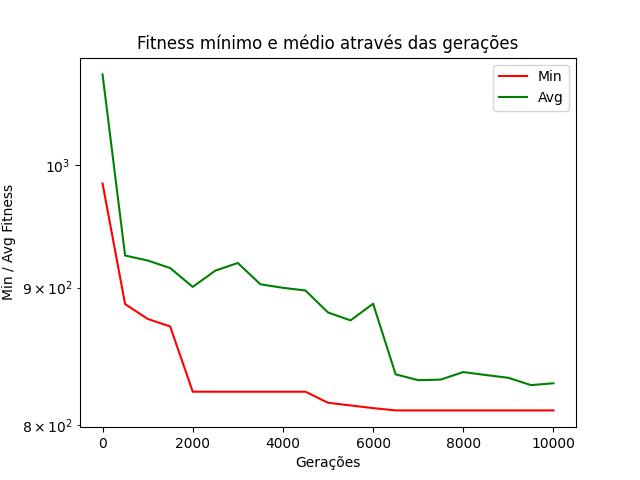 Fitness mínimo e médio através das gerações
Min
Avg
Min / Avg Fitness
10³
9 × 10²
8 × 10²
0 2000 4000 6000 8000 10000
Gerações